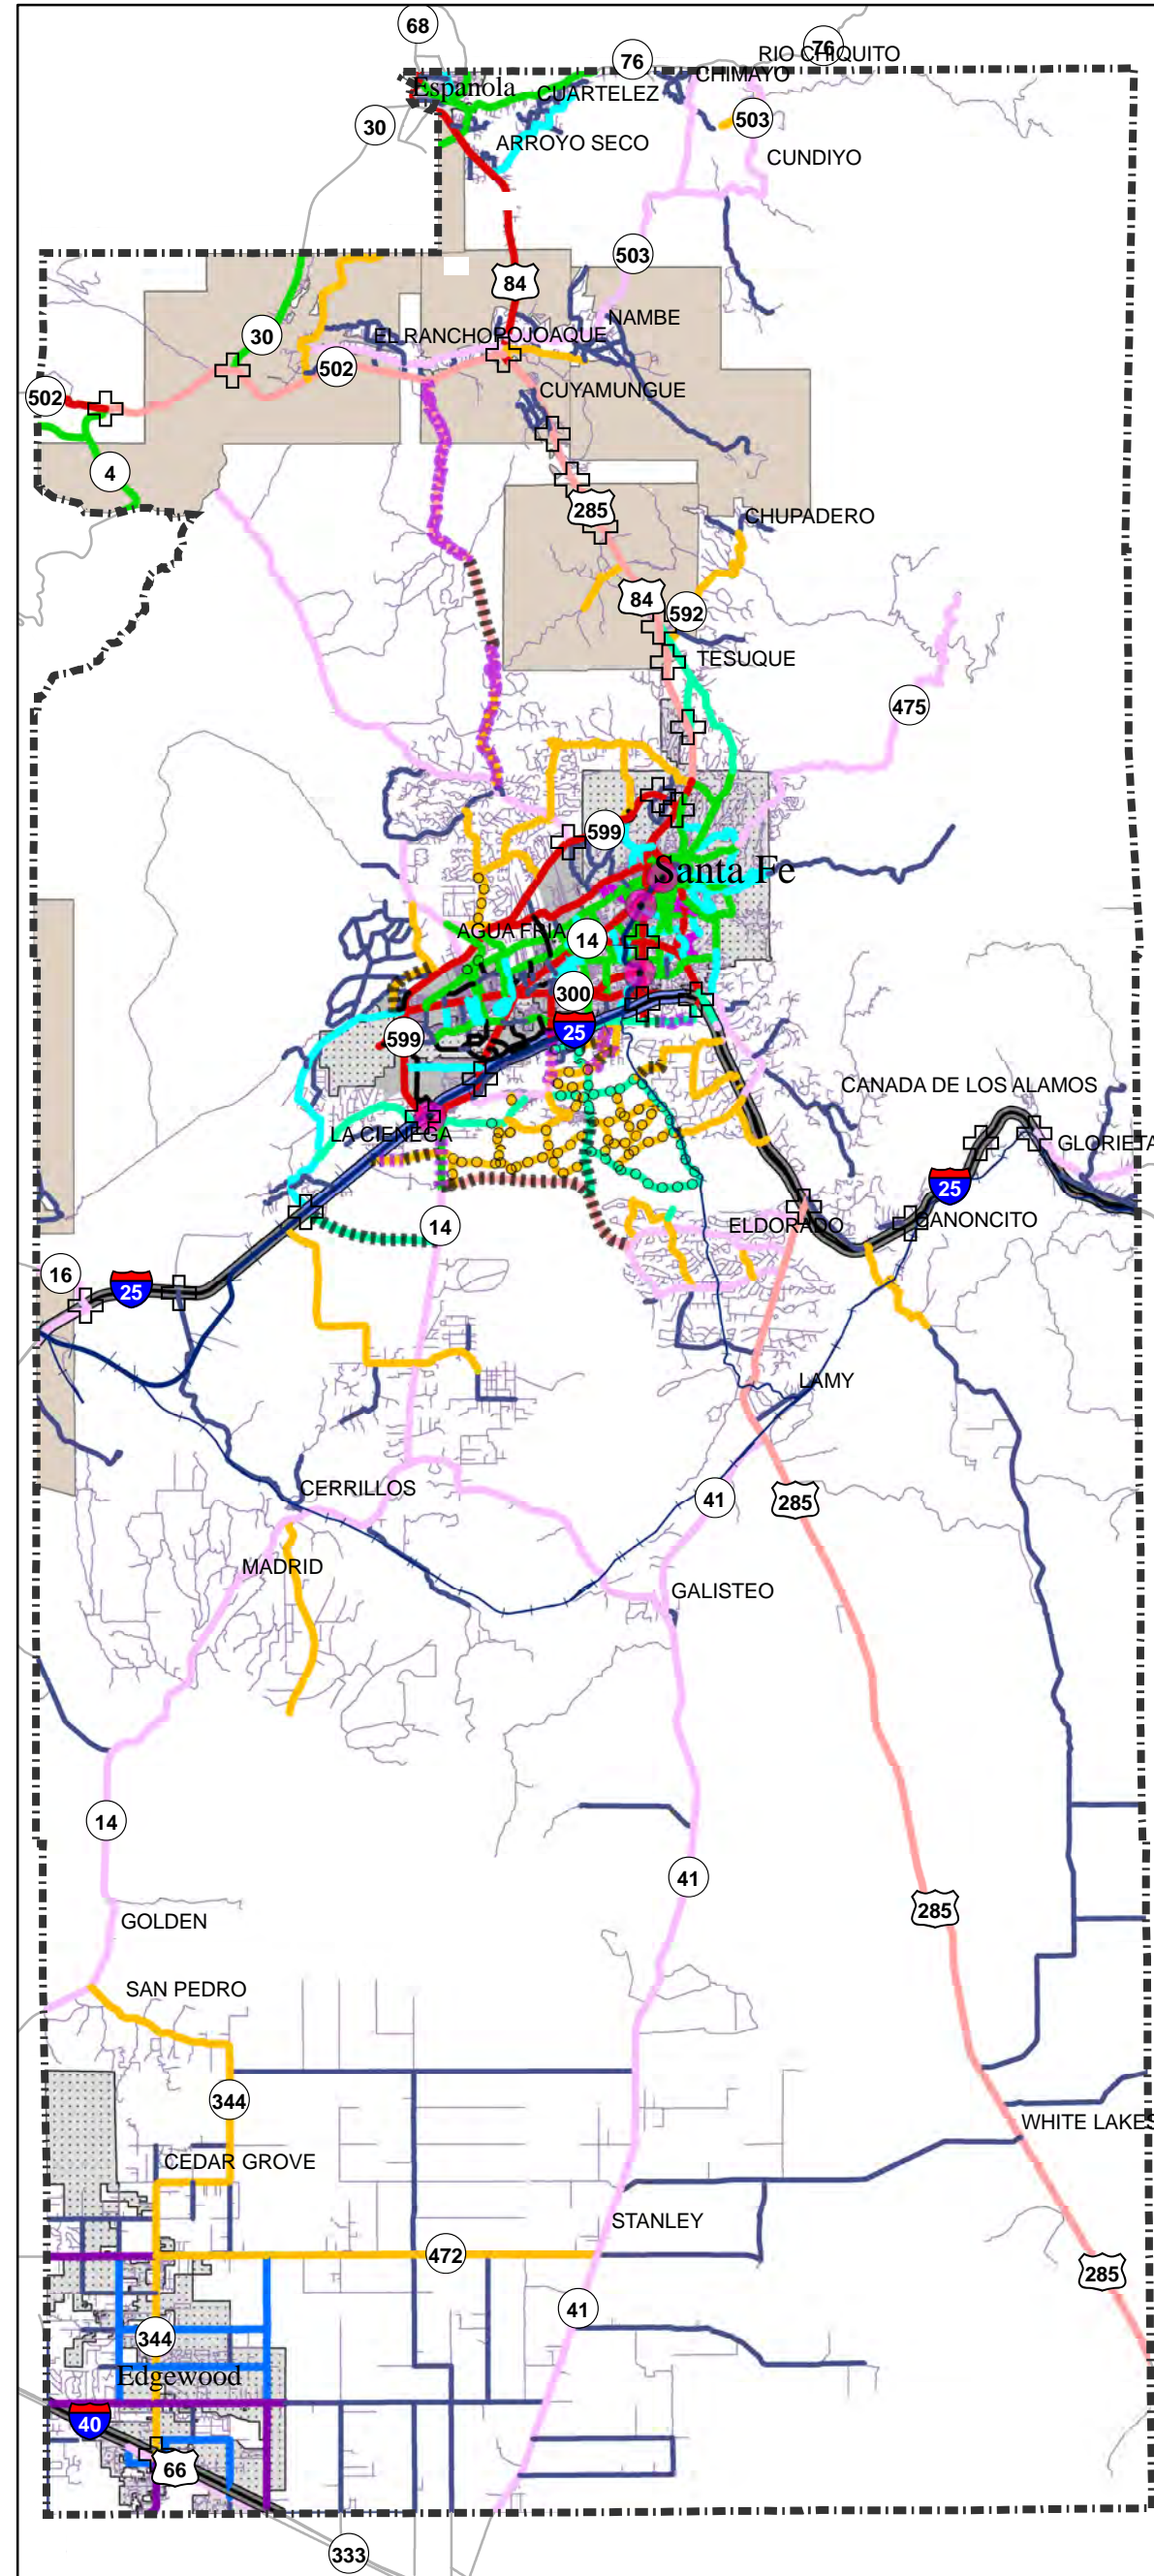 68
76
76
RIO CHIQUITO
CHIMAYO
Espanola
CUARTELEZ
30
503
ARROYO SECO
CUNDIYO
503
84
NAMBE
30
EL RANCHO
POJOAQUE
502
502
CUYAMUNGUE
4
285
CHUPADERO
84
592
TESUQUE
475
599
Santa Fe
AGUA FRIA
14
300
599
25
CANADA DE LOS ALAMOS
LA CIENEGA
GLORIETA
25
14
ELDORADO
CANONCITO
16
25
LAMY
CERRILLOS
41
285
MADRID
GALISTEO
14
41
285
GOLDEN
SAN PEDRO
344
WHITE LAKES
CEDAR GROVE
STANLEY
472
285
41
344
Edgewood
40
66
333